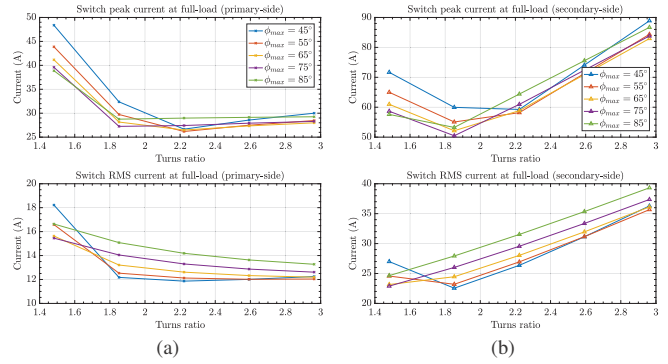 Switch peak current at full-load (primary-side)
Current (A)
50
45
40
35
30
25
1.4 1.6 1.8 2 2.2 2.4 2.6 2.8 3
Turns ratio
ϕmax = 45°
ϕmax = 55°
ϕmax = 65°
ϕmax = 75°
ϕmax = 85°
Switch RMS current at full-load (primary-side)
Current (A)
20
18
16
14
12
10
1.4 1.6 1.8 2 2.2 2.4 2.6 2.8 3
Turns ratio
(a)
Switch peak current at full-load (secondary-side)
Current (A)
90
80
70
60
50
1.4 1.6 1.8 2 2.2 2.4 2.6 2.8 3
Turns ratio
ϕmax = 45°
ϕmax = 55°
ϕmax = 65°
ϕmax = 75°
ϕmax = 85°
Switch RMS current at full-load (secondary-side)
Current (A)
40
35
30
25
20
1.4 1.6 1.8 2 2.2 2.4 2.6 2.8 3
Turns ratio
(b)